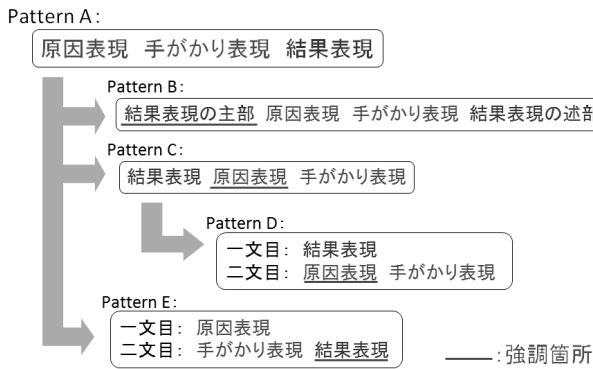 Pattern A:
原因表現 手がかり表現 結果表現
Pattern B:
結果表現の主部 原因表現 手がかり表現 結果表現の述部
Pattern C:
結果表現 原因表現 手がかり表現
Pattern D:
一文目： 結果表現
二文目： 原因表現 手がかり表現
Pattern E:
一文目： 原因表現
二文目： 手がかり表現 結果表現
：強調箇所